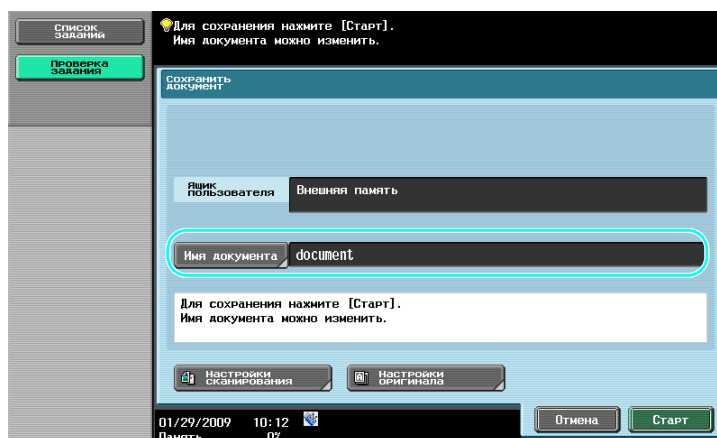 Список
заданий
Проверка
задания
Для сохранения нажмите [Старт].
Имя документа можно изменить.
Сохранить
документ
Ящик
пользователя
Внешняя память
Имя документа
document
Для сохранения нажмите [Старт].
Имя документа можно изменить.
Настройки
сканирования
Настройки
оригинала
01/29/2009 10:12
Память 0%
Отмена
Старт